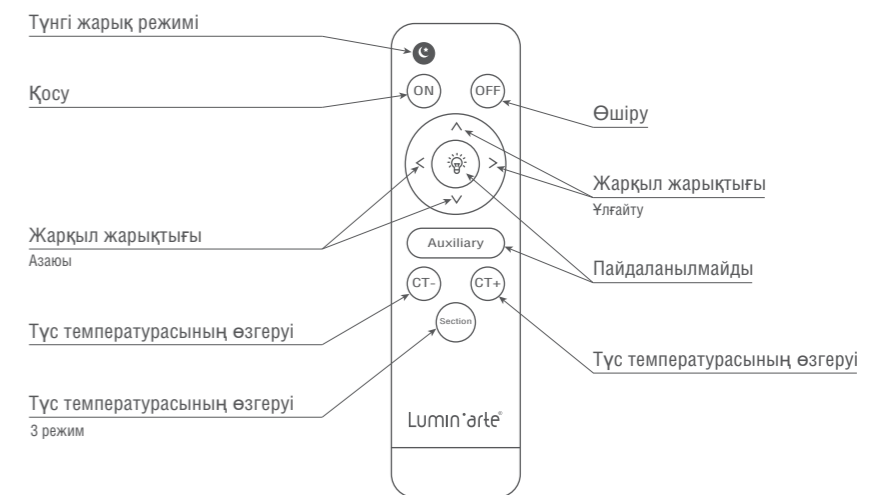 Түнгі жарық режимі
Қосу
ON
OFF
Өшіру
Жарқыл жарықтығы
Ұлғайту
Жарқыл жарықтығы
Азаюы
Auxiliary
Пайдаланылмайды
CT-
CT+
Түс температурасының өзгеруі
Section
Түс температурасының өзгеруі
Түс температурасының өзгеруі
3 режим
Lumin'arte®